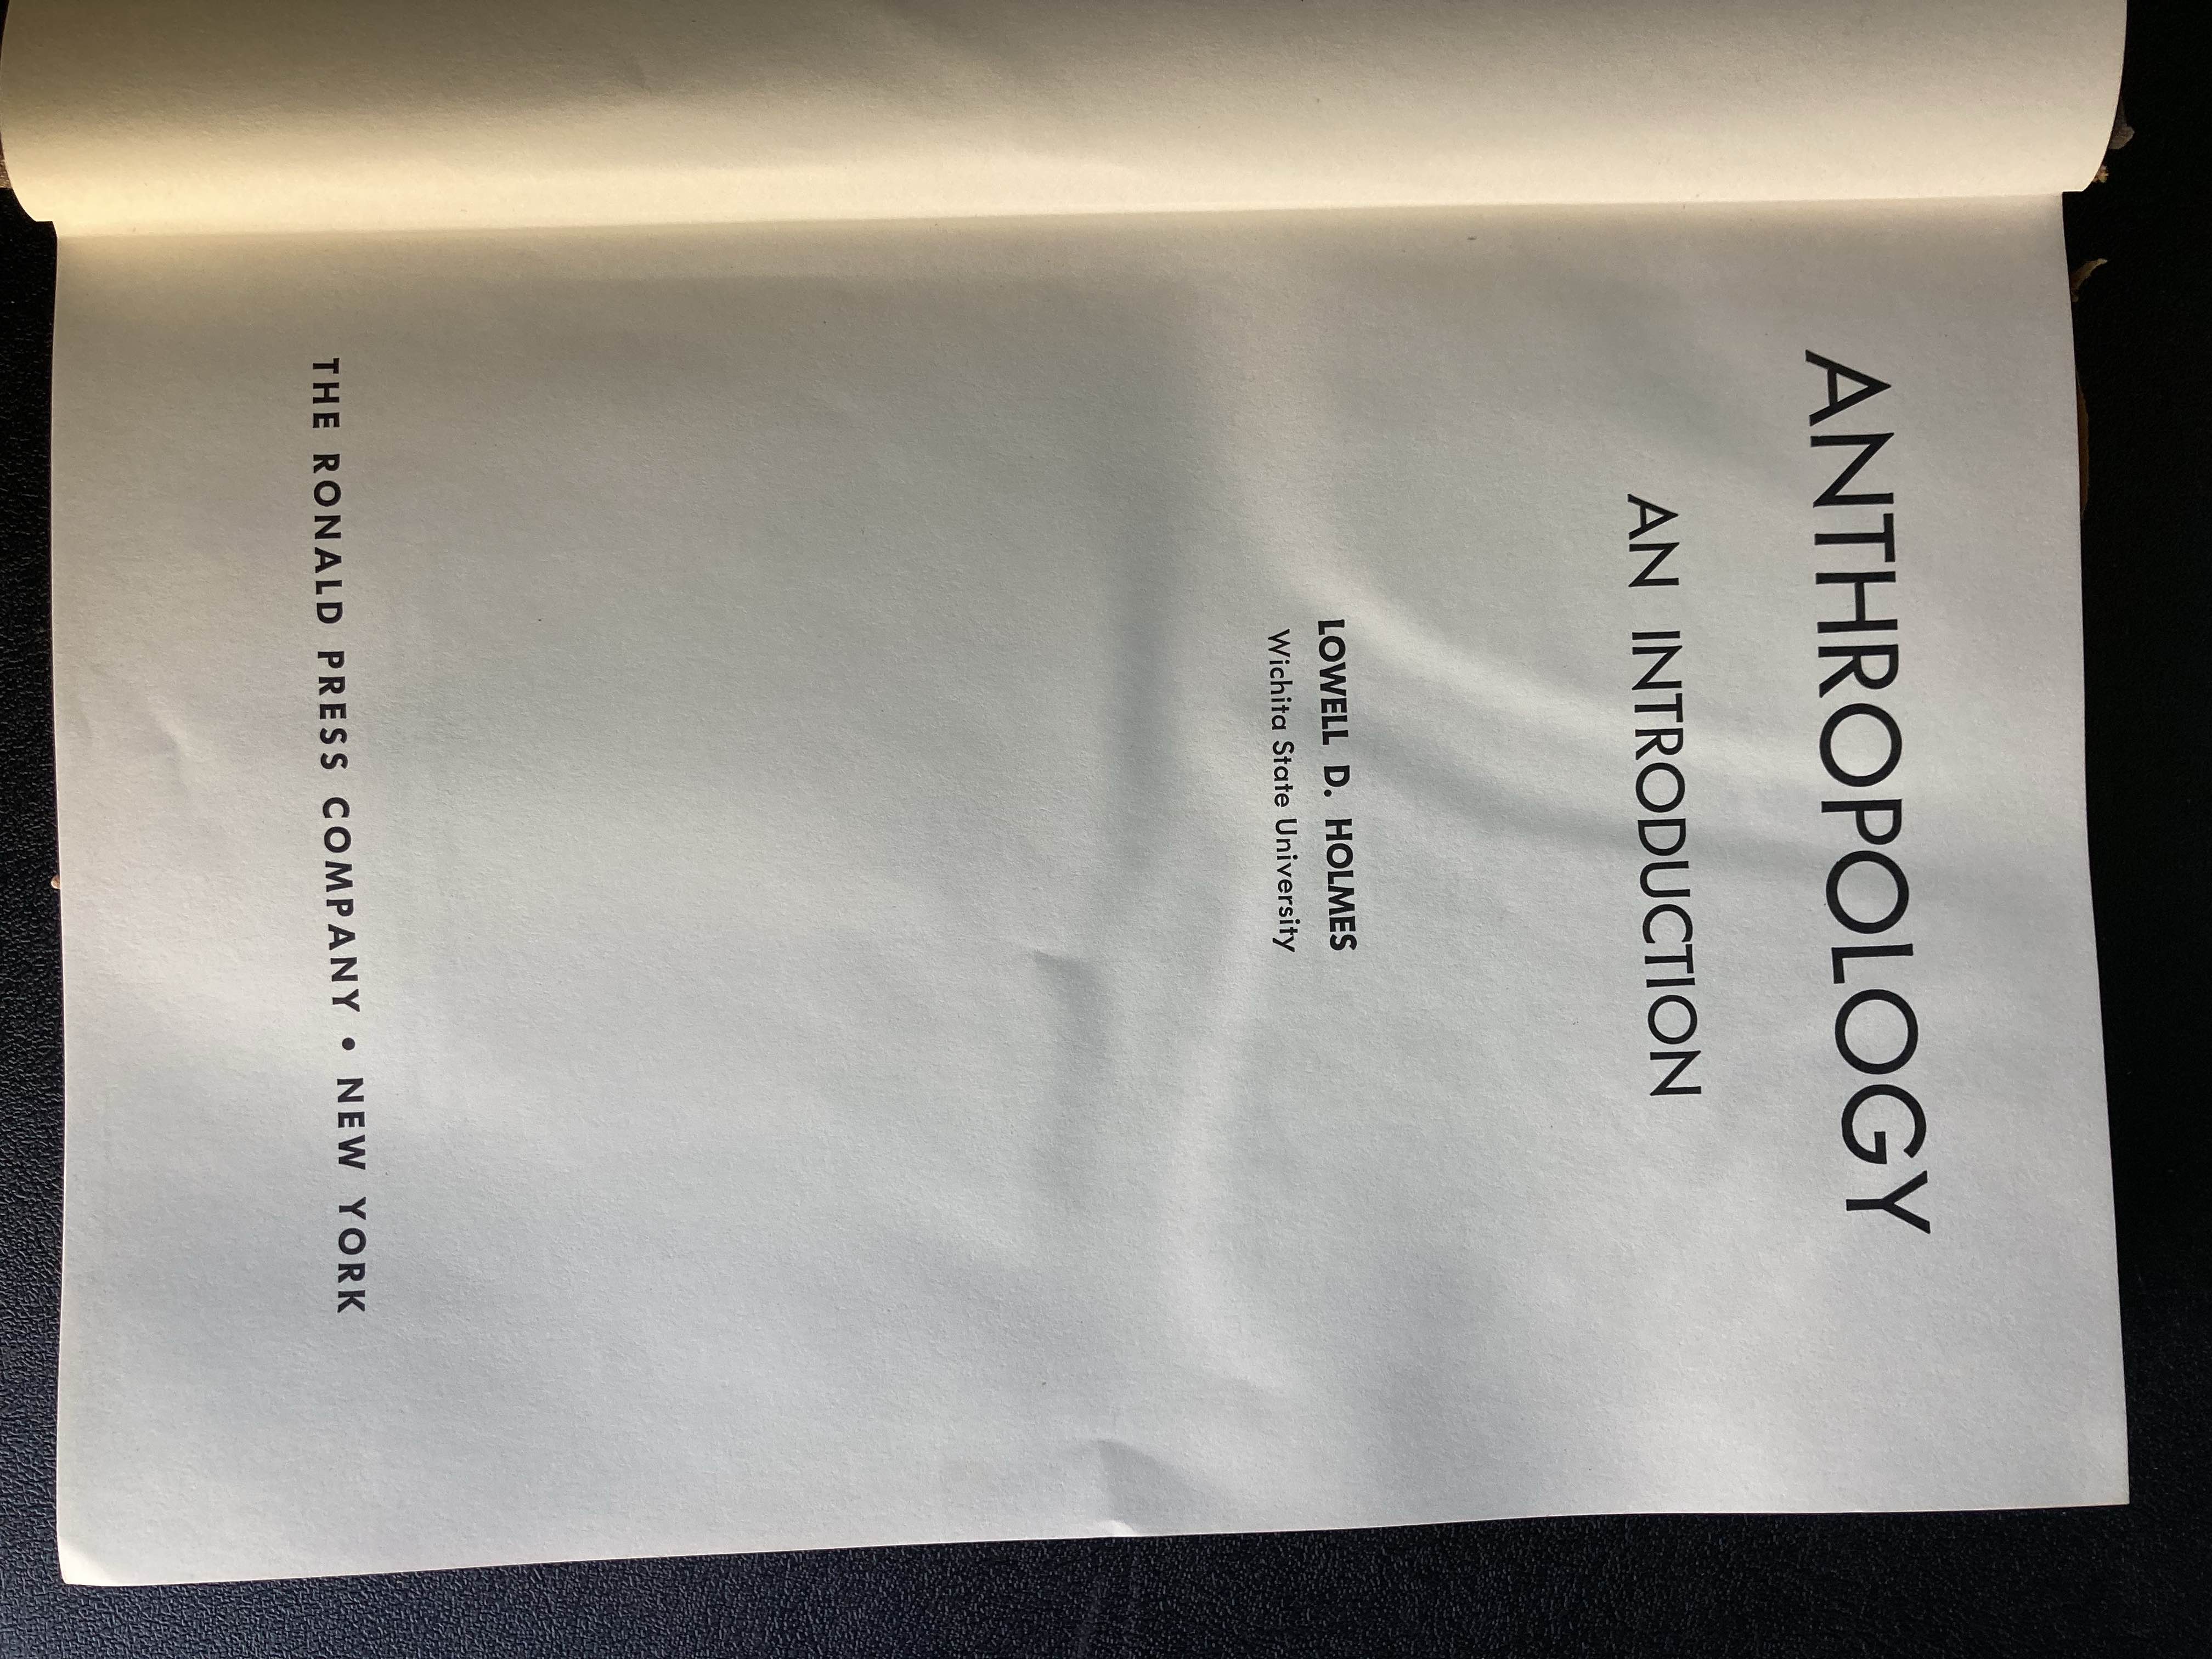 ANTHROPOLOGY
AN INTRODUCTION
LOWELL D. HOLMES
Wichita State University
THE RONALD PRESS COMPANY • NEW YORK